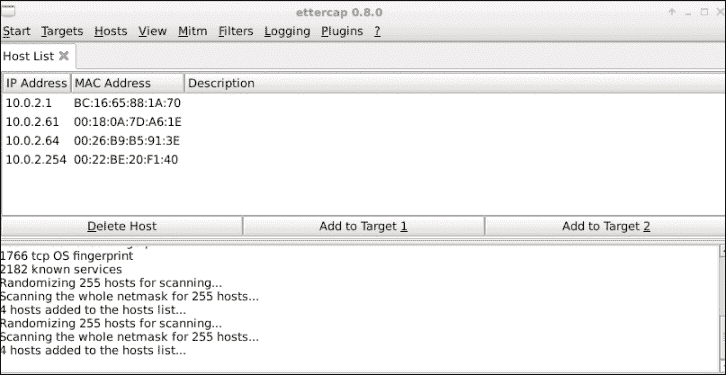 ettercap 0.8.0
Start Targets Hosts View Mitm Filters Logging Plugins ?
Host List
IP Address MAC Address Description
10.0.2.1 BC:16:65:88:1A:70
10.0.2.61 00:18:0A:7D:A6:1E
10.0.2.64 00:26:B9:B5:91:3E
10.0.2.254 00:22:BE:20:F1:40
Delete Host Add to Target 1 Add to Target 2
1766 tcp OS fingerprint
2182 known services
Randomizing 255 hosts for scanning...
Scanning the whole netmask for 255 hosts...
4 hosts added to the hosts list...
Randomizing 255 hosts for scanning...
Scanning the whole netmask for 255 hosts...
4 hosts added to the hosts list...